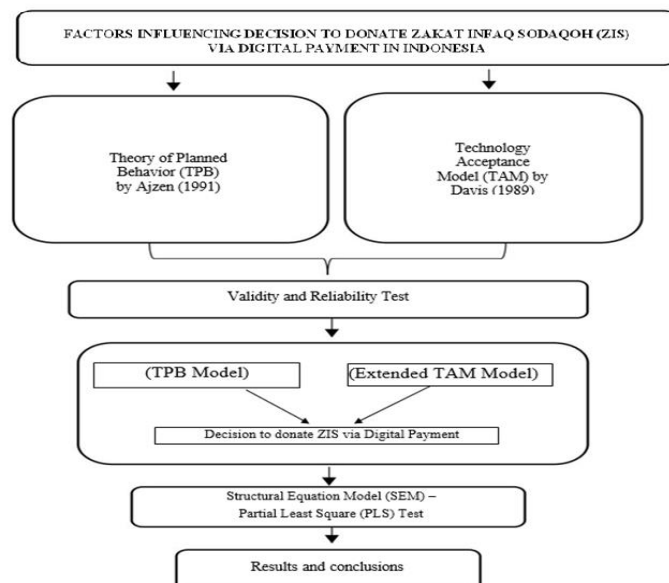 FACTORS INFLUENCING DECISION TO DONATE ZAKAT INFAQ SODAQOH (ZIS)
VIA DIGITAL PAYMENT IN INDONESIA
Theory of Planned
Behavior (TPB)
by Ajzen (1991)
Technology
Acceptance
Model (TAM) by
Davis (1989)
Validity and Reliability Test
(TPB Model)
(Extended TAM Model)
Decision to donate ZIS via Digital Payment
Structural Equation Model (SEM) –
Partial Least Square (PLS) Test
Results and conclusions